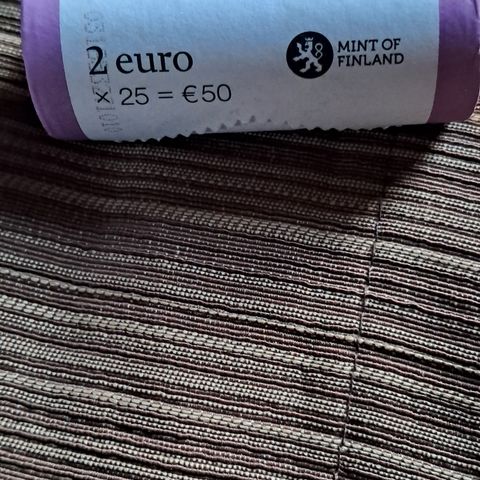 2 euro
× 25 = €50
MINT OF
FINLAND